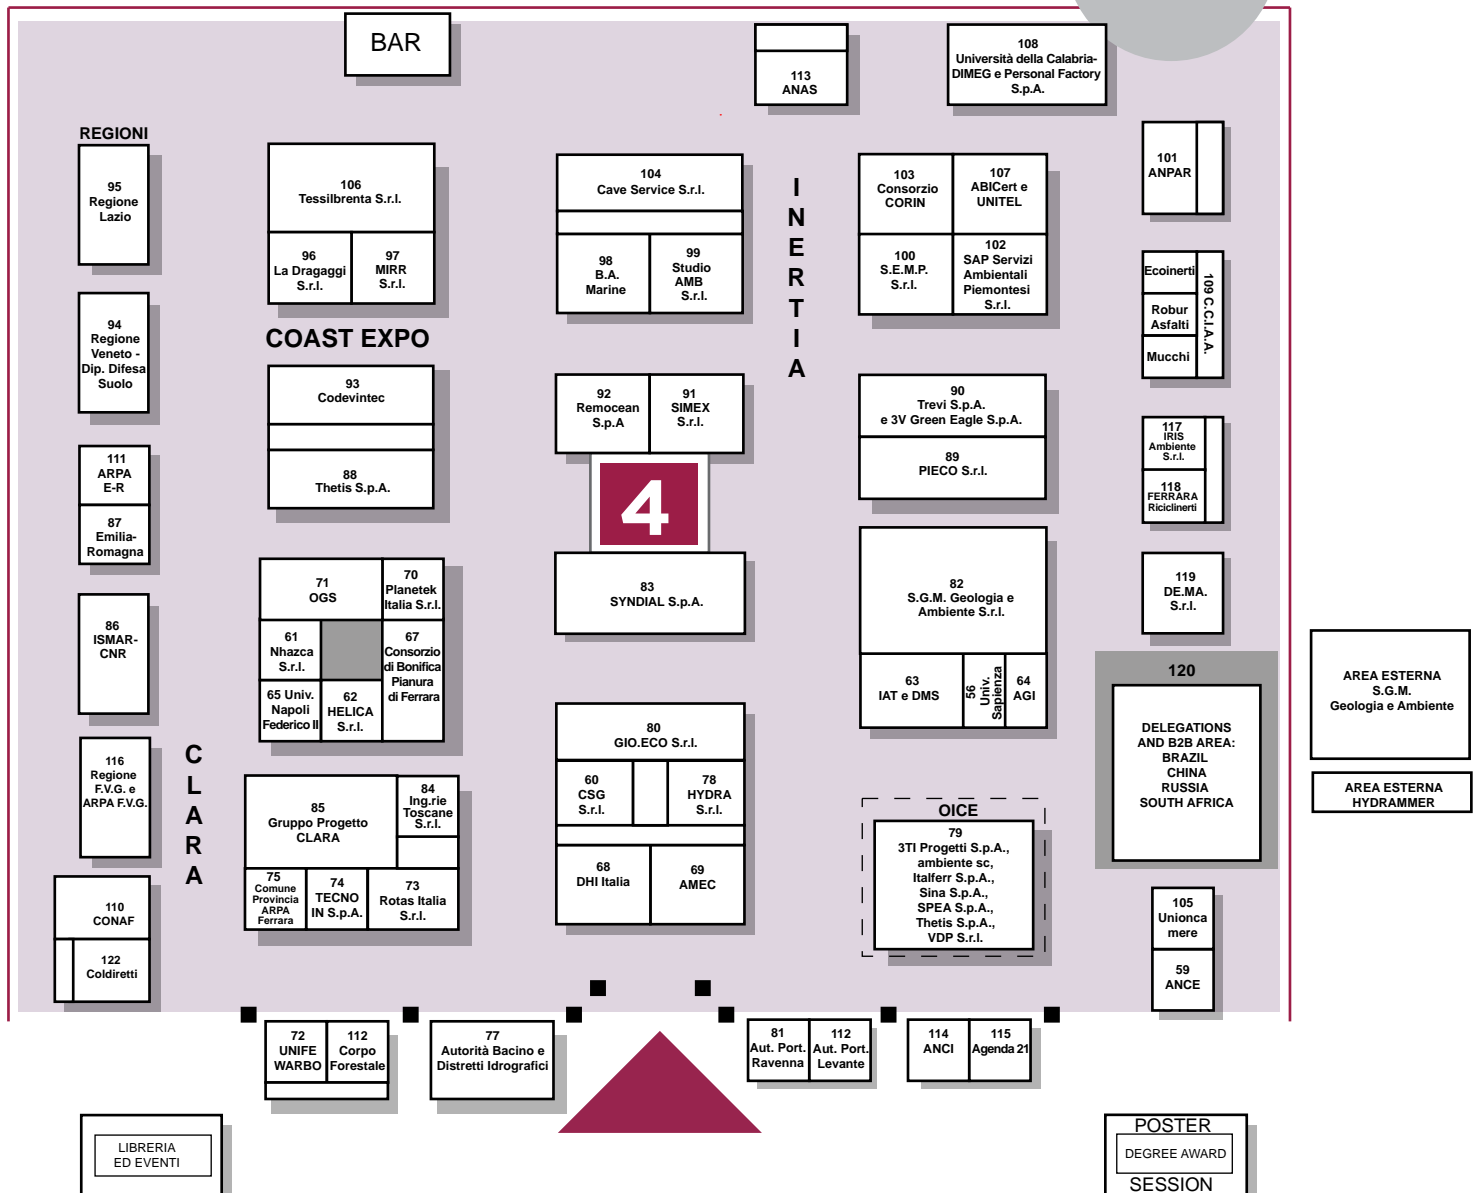 BAR
113
ANAS
108
Università della Calabria-
DIMEG e Personal Factory
S.p.A.
REGIONI
95
Regione
Lazio
106
Tessilbrenta S.r.l.
96
La Dragaggi
S.r.l.
97
MIRR
S.r.l.
104
Cave Service S.r.l.
98
B.A.
Marine
99
Studio
AMB
S.r.l.
I
N
E
R
T
I
A
103
Consorzio
CORIN
107
ABICert e
UNITEL
100
S.E.M.P.
S.r.l.
102
SAP Servizi
Ambientali
Piemontesi
S.r.l.
101
ANPAR
94
Regione
Veneto -
Dip. Difesa
Suolo
COAST EXPO
Ecoinerti
Robur
Asfalti
Mucchi
109 C.C.I.A.A.
93
Codevintec
88
Thetis S.p.A.
92
Remocean
S.p.A
91
SIMEX
S.r.l.
4
90
Trevi S.p.A.
e 3V Green Eagle S.p.A.
89
PIECO S.r.l.
117
IRIS
Ambiente
S.r.l.
118
FERRARA
Riciclinerti
111
ARPA
E-R
87
Emilia-
Romagna
71
OGS
70
Planetek
Italia S.r.l.
61
Nhazca
S.r.l.
67
Consorzio
di Bonifica
Pianura
di Ferrara
65 Univ.
Napoli
Federico II
62
HELICA
S.r.l.
83
SYNDIAL S.p.A.
82
S.G.M. Geologia e
Ambiente S.r.l.
63
IAT e DMS
56
Univ.
Sapienza
64
AGI
119
DE.MA.
S.r.l.
86
ISMAR-
CNR
120
DELEGATIONS
AND B2B AREA:
BRAZIL
CHINA
RUSSIA
SOUTH AFRICA
AREA ESTERNA
S.G.M.
Geologia e Ambiente
AREA ESTERNA
HYDRAMMER
116
Regione
F.V.G. e
ARPA F.V.G.
C
L
A
R
A
85
Gruppo Progetto
CLARA
84
Ing.rie
Toscane
S.r.l.
75
Comune
Provincia
ARPA
Ferrara
74
TECNO
IN S.p.A.
73
Rotas Italia
S.r.l.
80
GIO.ECO S.r.l.
60
CSG
S.r.l.
78
HYDRA
S.r.l.
68
DHI Italia
69
AMEC
OICE
79
3TI Progetti S.p.A.,
ambiente sc,
Italferr S.p.A.,
Sina S.p.A.,
SPEA S.p.A.,
Thetis S.p.A.,
VDP S.r.l.
110
CONAF
122
Coldiretti
105
Unionca
mere
59
ANCE
72
UNIFE
WARBO
112
Corpo
Forestale
77
Autorità Bacino e
Distretti Idrografici
81
Aut. Port.
Ravenna
112
Aut. Port.
Levante
114
ANCI
115
Agenda 21
LIBRERIA
ED EVENTI
POSTER
DEGREE AWARD
SESSION